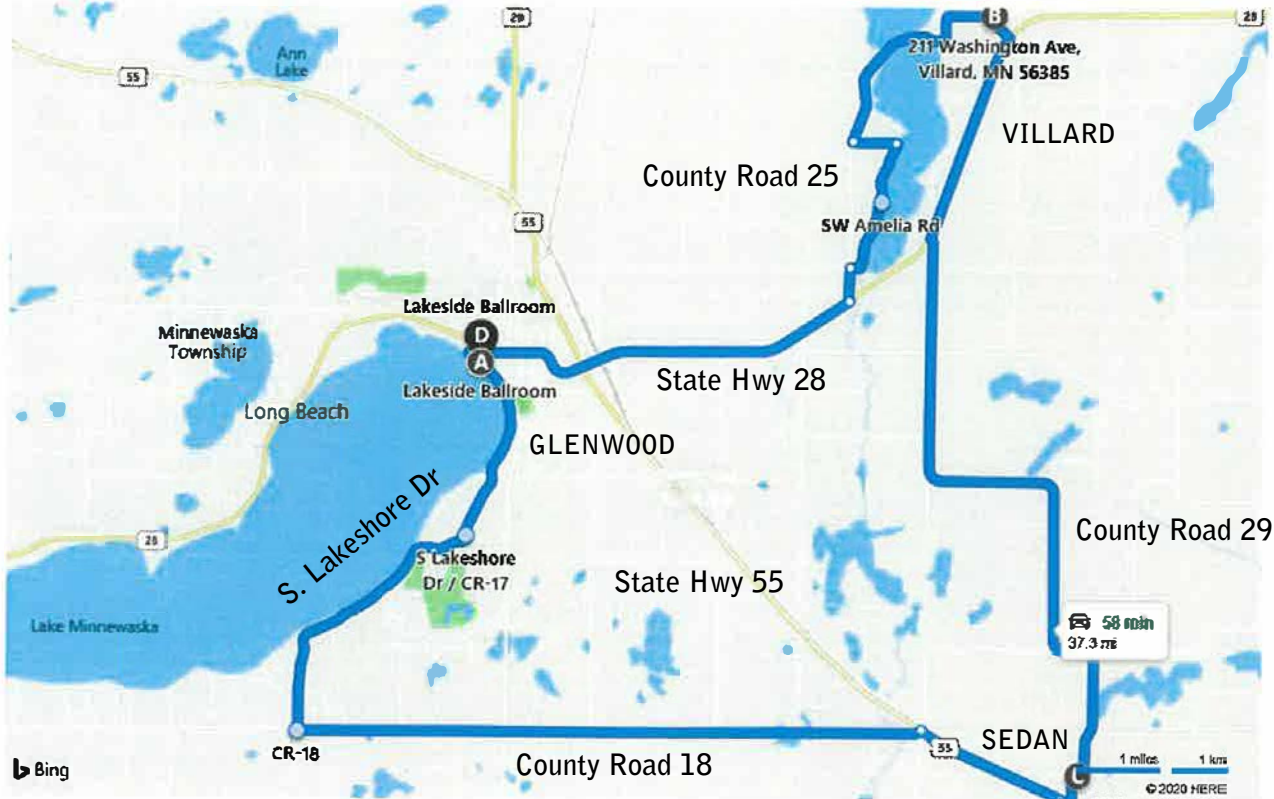 29
B
28
Ann
Lake
55
211 Washington Ave,
Villard, MN 56385
VILLARD
County Road 25
55
SW Amelia Rd
Lakeside Ballroom
D
Minnewaska
Township
A
State Hwy 28
Lakeside Ballroom
Long Beach
GLENWOOD
S. Lakeshore Dr
County Road 29
28
S Lakeshore
Dr / CR-17
State Hwy 55
Lake Minnewaska
58 min
37.3 mi
CR-18
55
SEDAN
County Road 18
Bing
C
1 miles
1 km
© 2020 HERE